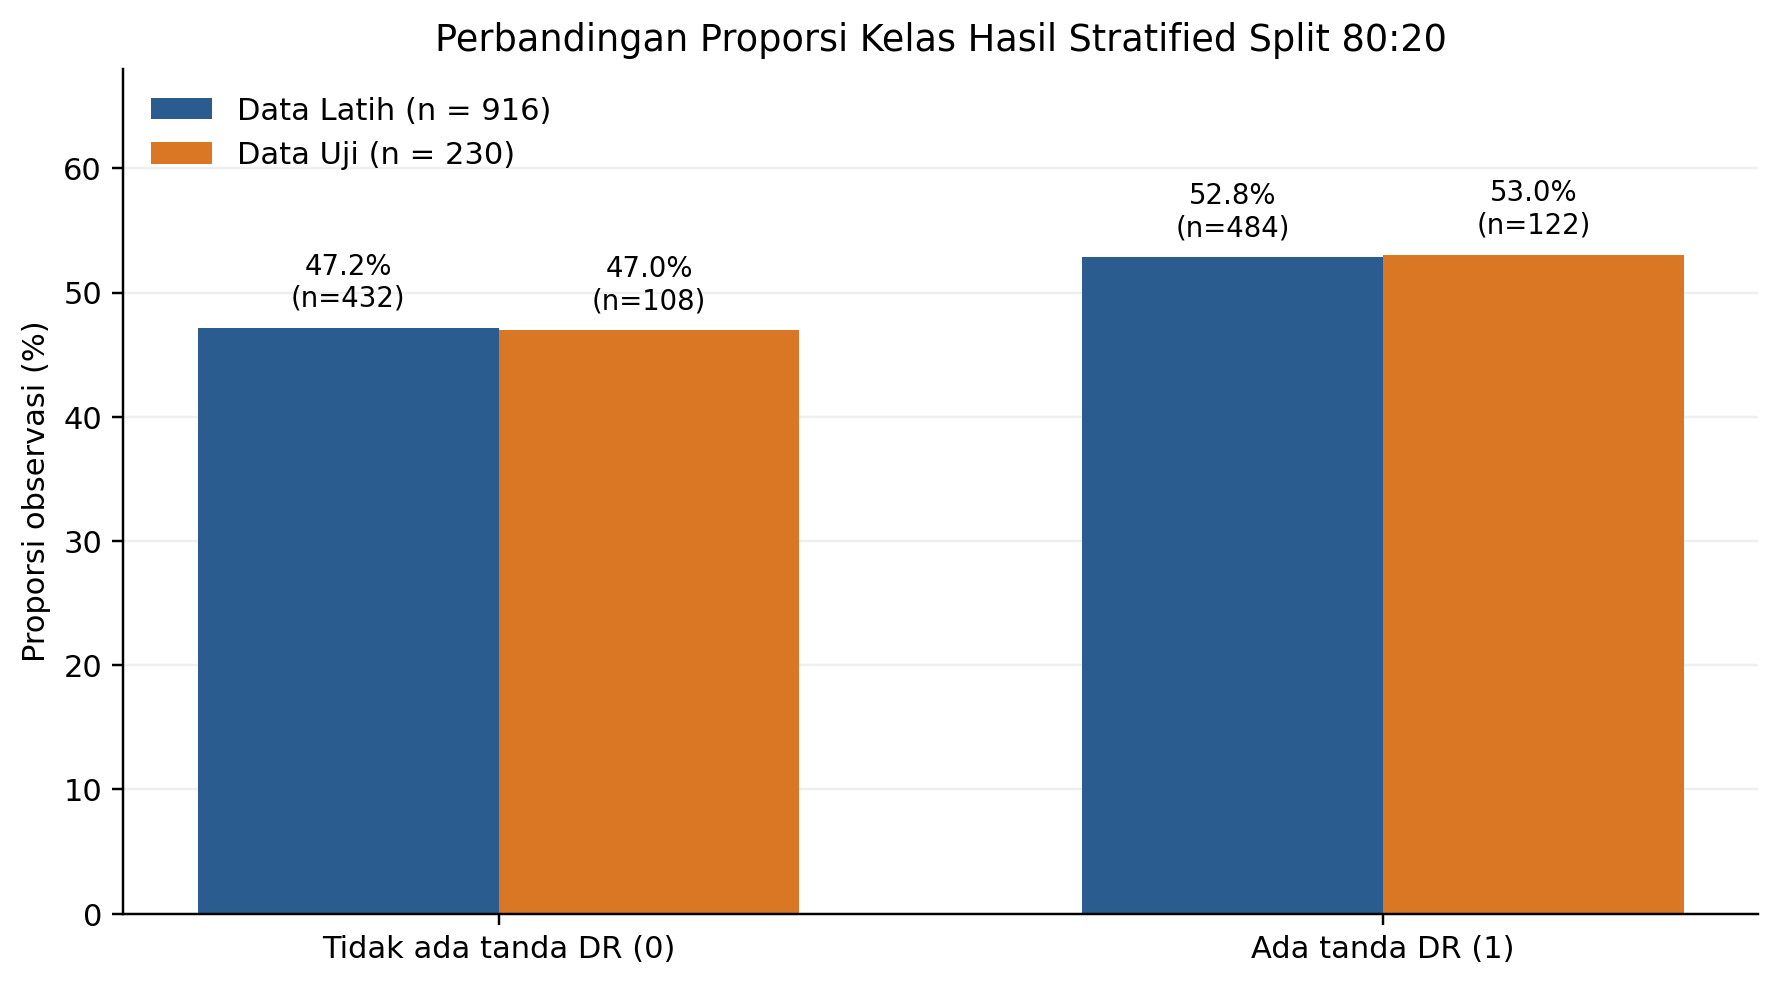 Perbandingan Proporsi Kelas Hasil Stratified Split 80:20
Data Latih (n = 916)
Data Uji (n = 230)
Proporsi observasi (%)
60
50
40
30
20
10
0
47.2%
(n=432)
47.0%
(n=108)
52.8%
(n=484)
53.0%
(n=122)
Tidak ada tanda DR (0)
Ada tanda DR (1)